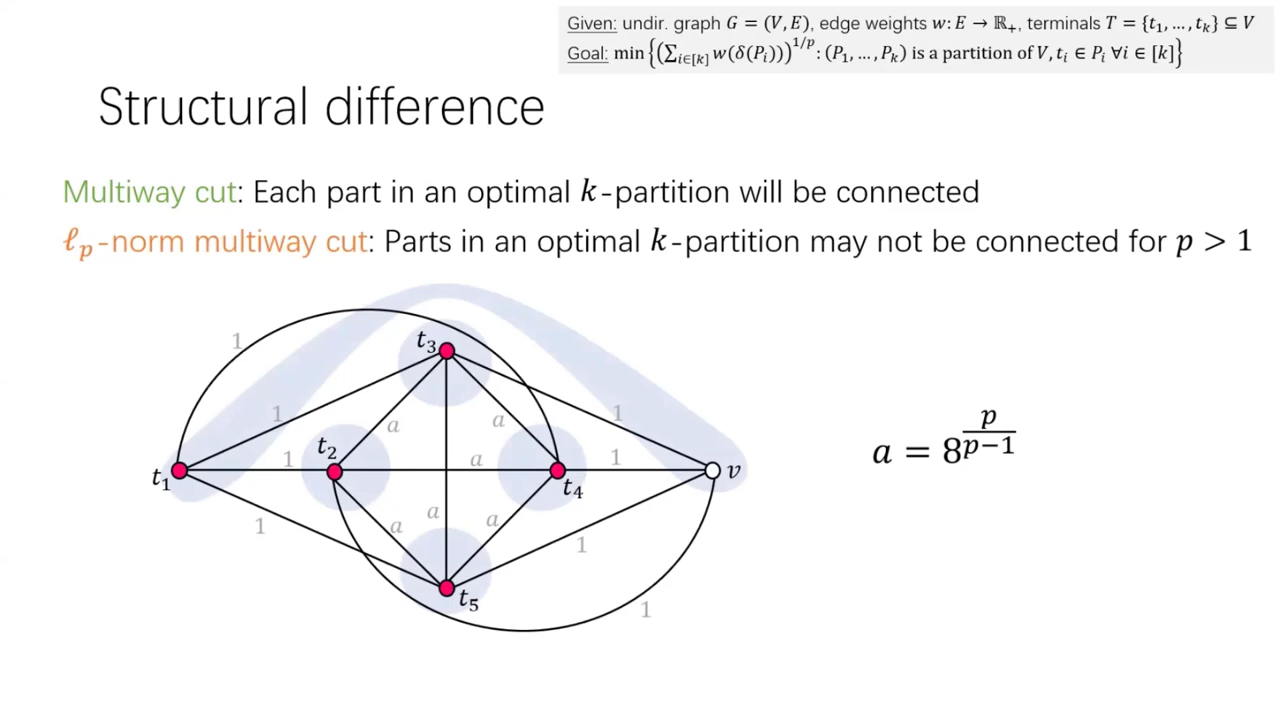 Given: undir. graph G = (V, E), edge weights w: E → ℝ₊, terminals T = {t₁, …, tₖ} ⊆ V
Goal: min{(∑_{i∈[k]} w(δ(Pᵢ)))^{1/p} : (P₁, …, Pₖ) is a partition of V, tᵢ ∈ Pᵢ ∀i ∈ [k]}
Structural difference
Multiway cut: Each part in an optimal k-partition will be connected
ℓₚ-norm multiway cut: Parts in an optimal k-partition may not be connected for p > 1
1
t₃
1
1
a
a
a = 8^{p/(p−1)}
t₂
1
a
1
t₁
t₄
v
1
a
a
a
1
t₅
1